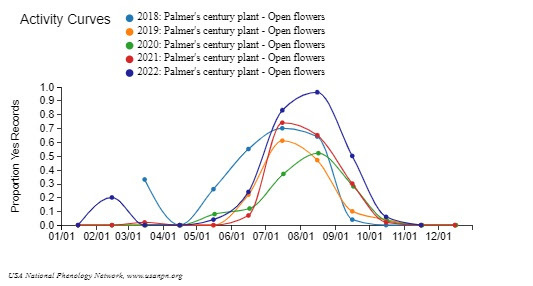 Activity Curves
2018: Palmer's century plant - Open flowers
2019: Palmer's century plant - Open flowers
2020: Palmer's century plant - Open flowers
2021: Palmer's century plant - Open flowers
2022: Palmer's century plant - Open flowers
Proportion Yes Records
1.0
0.9
0.8
0.7
0.6
0.5
0.4
0.3
0.2
0.1
0.0
01/01 02/01 03/01 04/01 05/01 06/01 07/01 08/01 09/01 10/01 11/01 12/01
USA National Phenology Network, www.usanpn.org